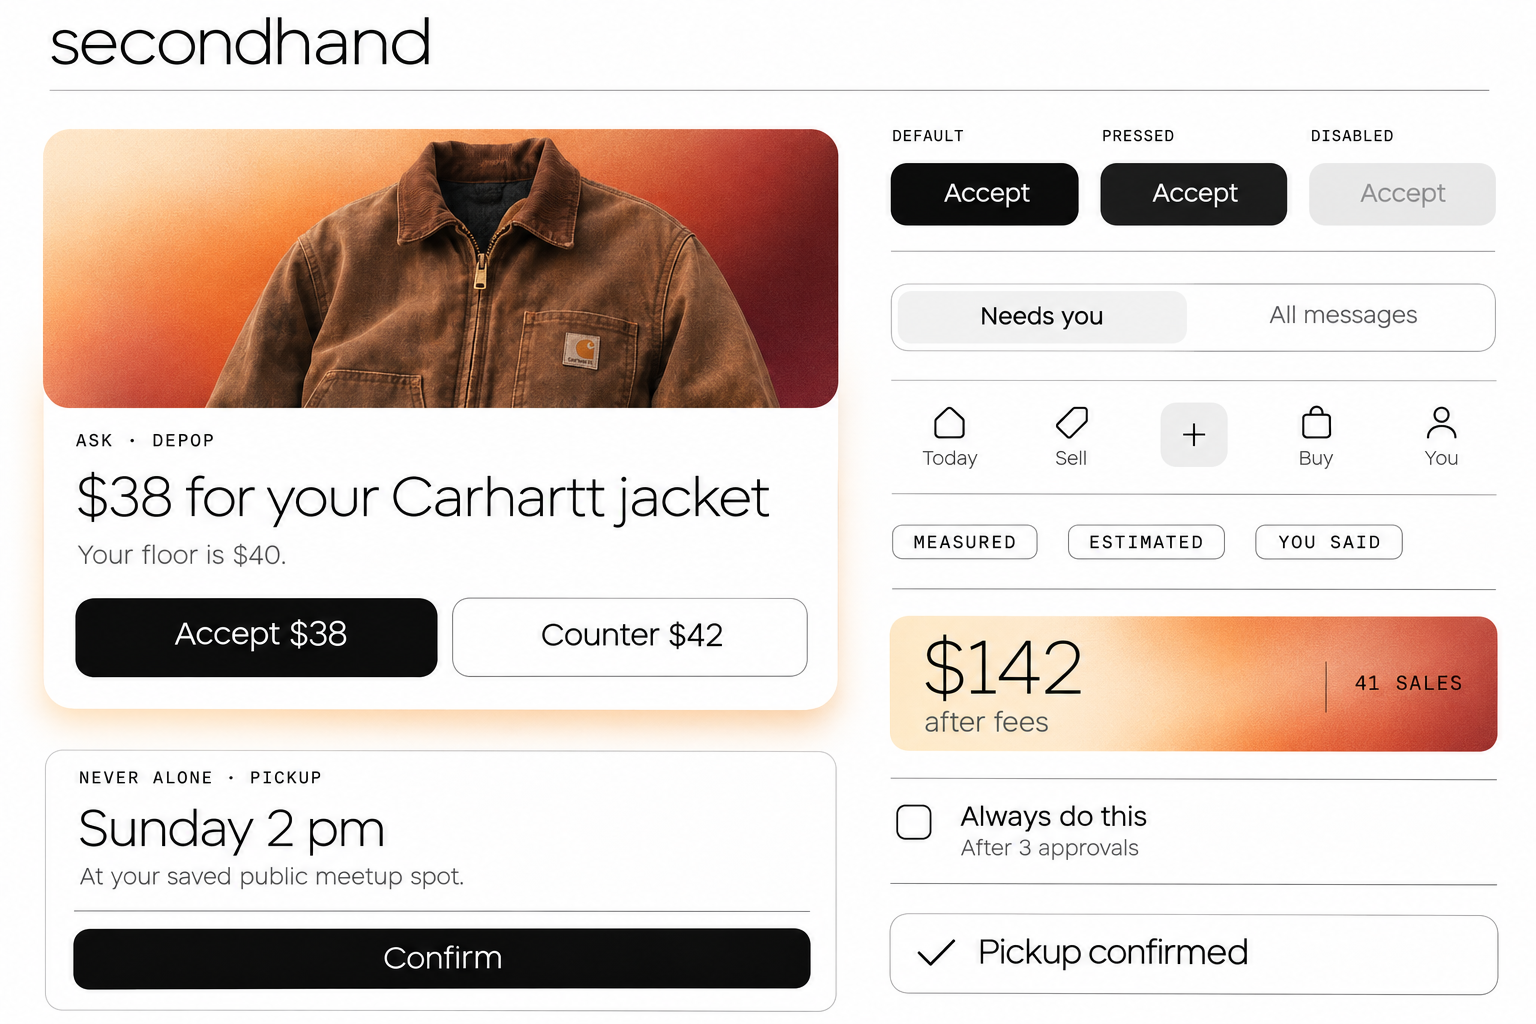 secondhand
ASK · DEPOP
$38 for your Carhartt jacket
Your floor is $40.
Accept $38
Counter $42
NEVER ALONE · PICKUP
Sunday 2 pm
At your saved public meetup spot.
Confirm
DEFAULT
PRESSED
DISABLED
Accept
Accept
Accept
Needs you
All messages
Today
Sell
Buy
You
MEASURED
ESTIMATED
YOU SAID
$142
after fees
41 SALES
Always do this
After 3 approvals
Pickup confirmed